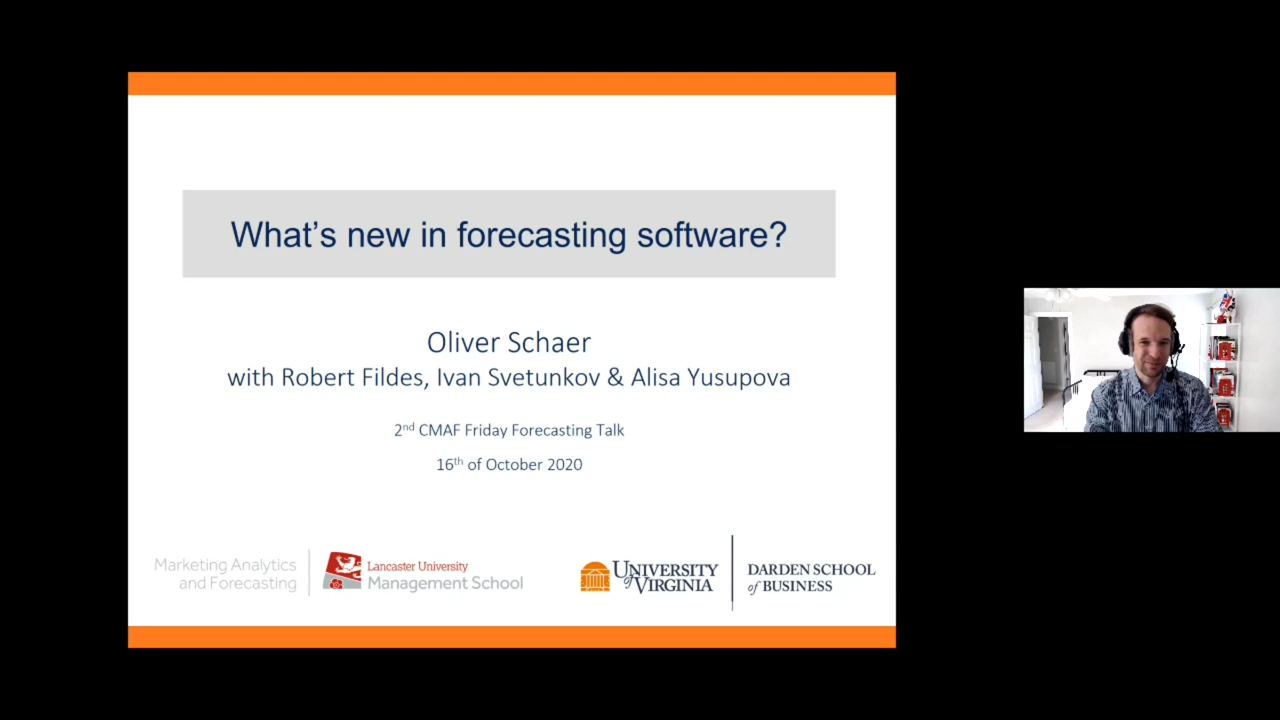 What's new in forecasting software?
Oliver Schaer
with Robert Fildes, Ivan Svetunkov & Alisa Yusupova
2nd CMAF Friday Forecasting Talk
16th of October 2020
Marketing Analytics
and Forecasting
Lancaster University
Management School
UNIVERSITY
of VIRGINIA
DARDEN SCHOOL
of BUSINESS